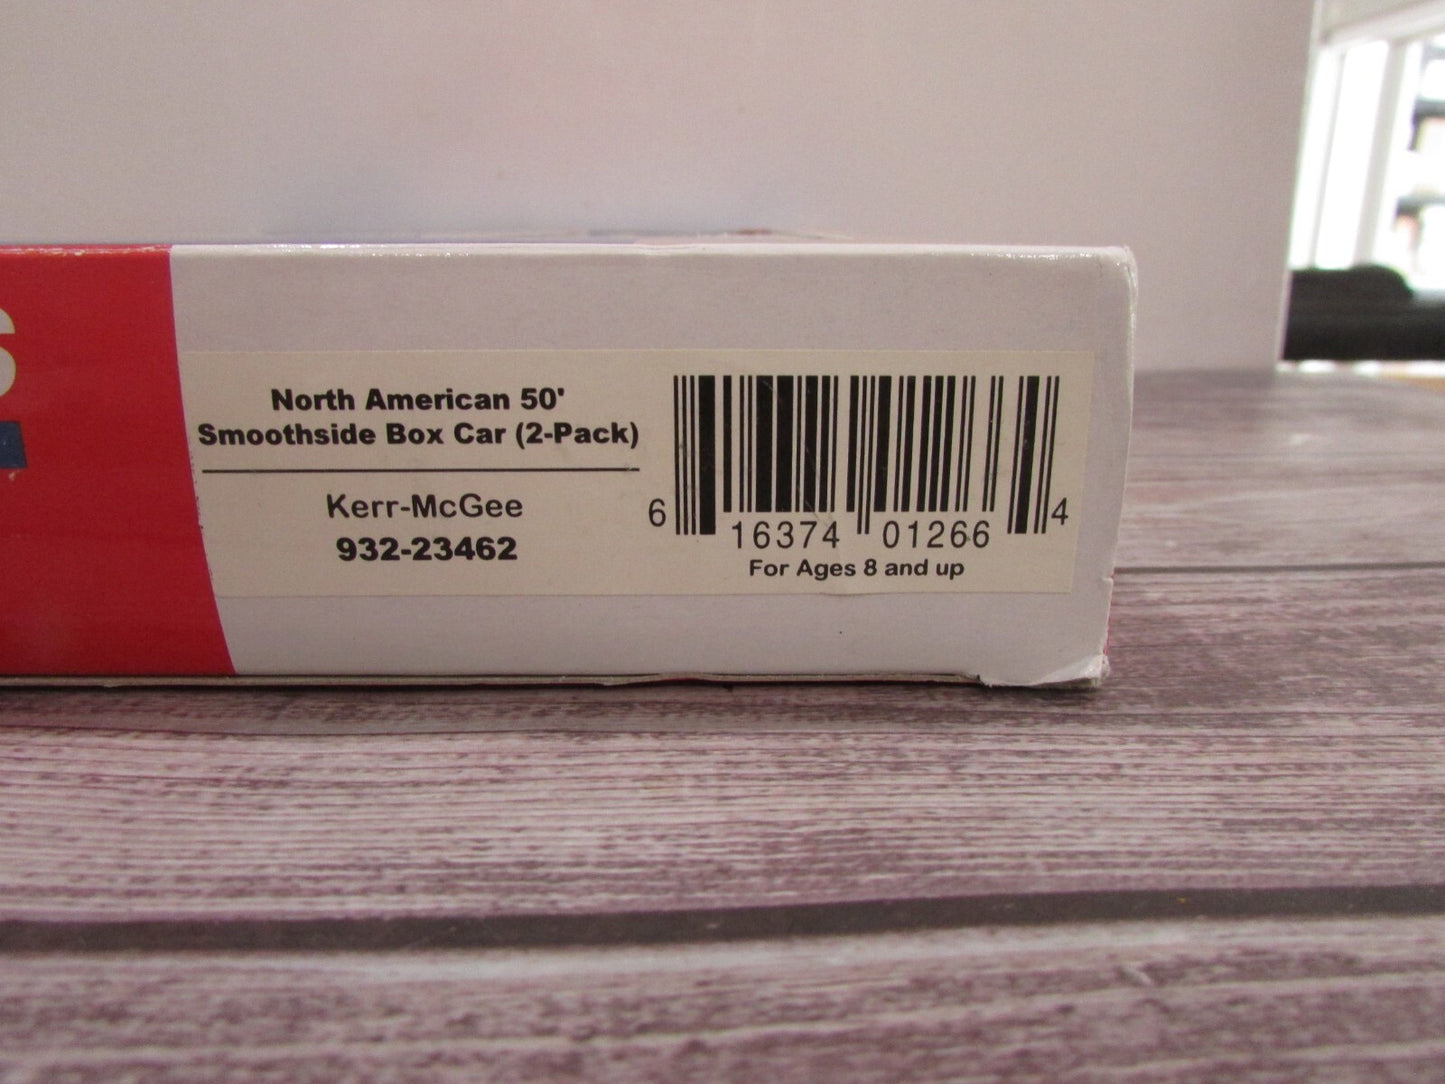 S
North American 50'
Smoothside Box Car (2-Pack)
Kerr-McGee
932-23462
6 16374 01266 4
For Ages 8 and up